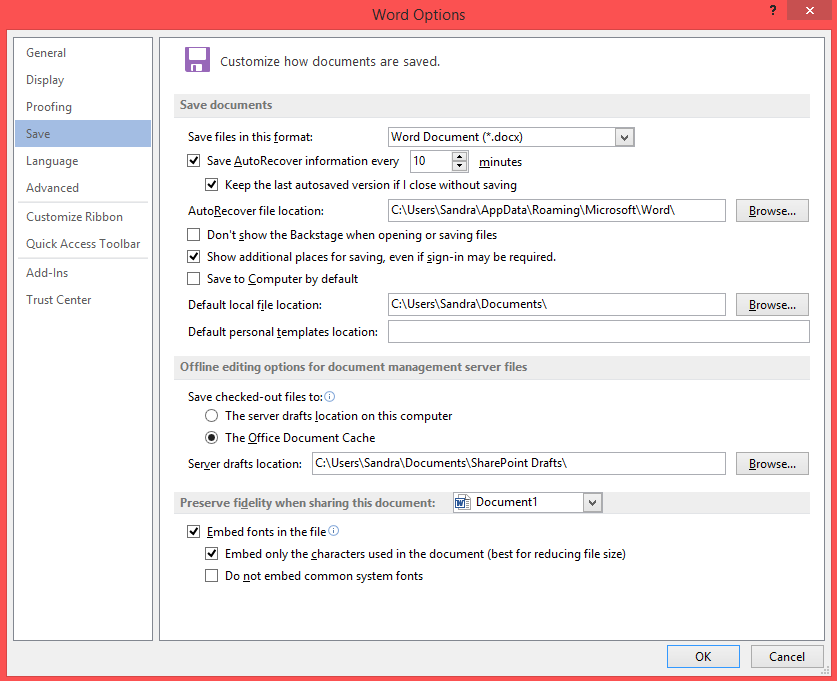 Word Options
?
General
Display
Proofing
Save
Language
Advanced
Customize Ribbon
Quick Access Toolbar
Add-Ins
Trust Center
Customize how documents are saved.
Save documents
Save files in this format: Word Document (*.docx)
Save AutoRecover information every 10 minutes
Keep the last autosaved version if I close without saving
AutoRecover file location: C:\Users\Sandra\AppData\Roaming\Microsoft\Word\ Browse...
Don't show the Backstage when opening or saving files
Show additional places for saving, even if sign-in may be required.
Save to Computer by default
Default local file location: C:\Users\Sandra\Documents\ Browse...
Default personal templates location:
Offline editing options for document management server files
Save checked-out files to:
The server drafts location on this computer
The Office Document Cache
Server drafts location: C:\Users\Sandra\Documents\SharePoint Drafts\ Browse...
Preserve fidelity when sharing this document: Document1
Embed fonts in the file
Embed only the characters used in the document (best for reducing file size)
Do not embed common system fonts
OK Cancel